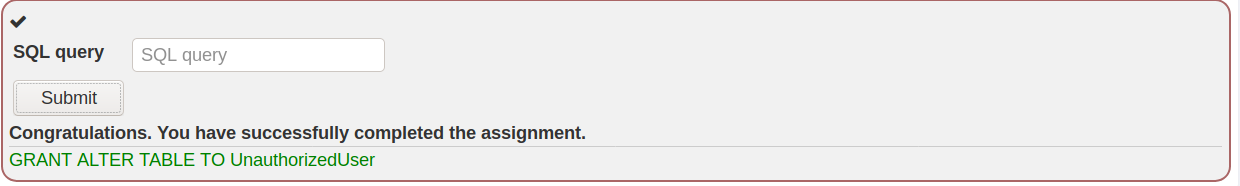 SQL query
SQL query
Submit
Congratulations. You have successfully completed the assignment.
GRANT ALTER TABLE TO UnauthorizedUser